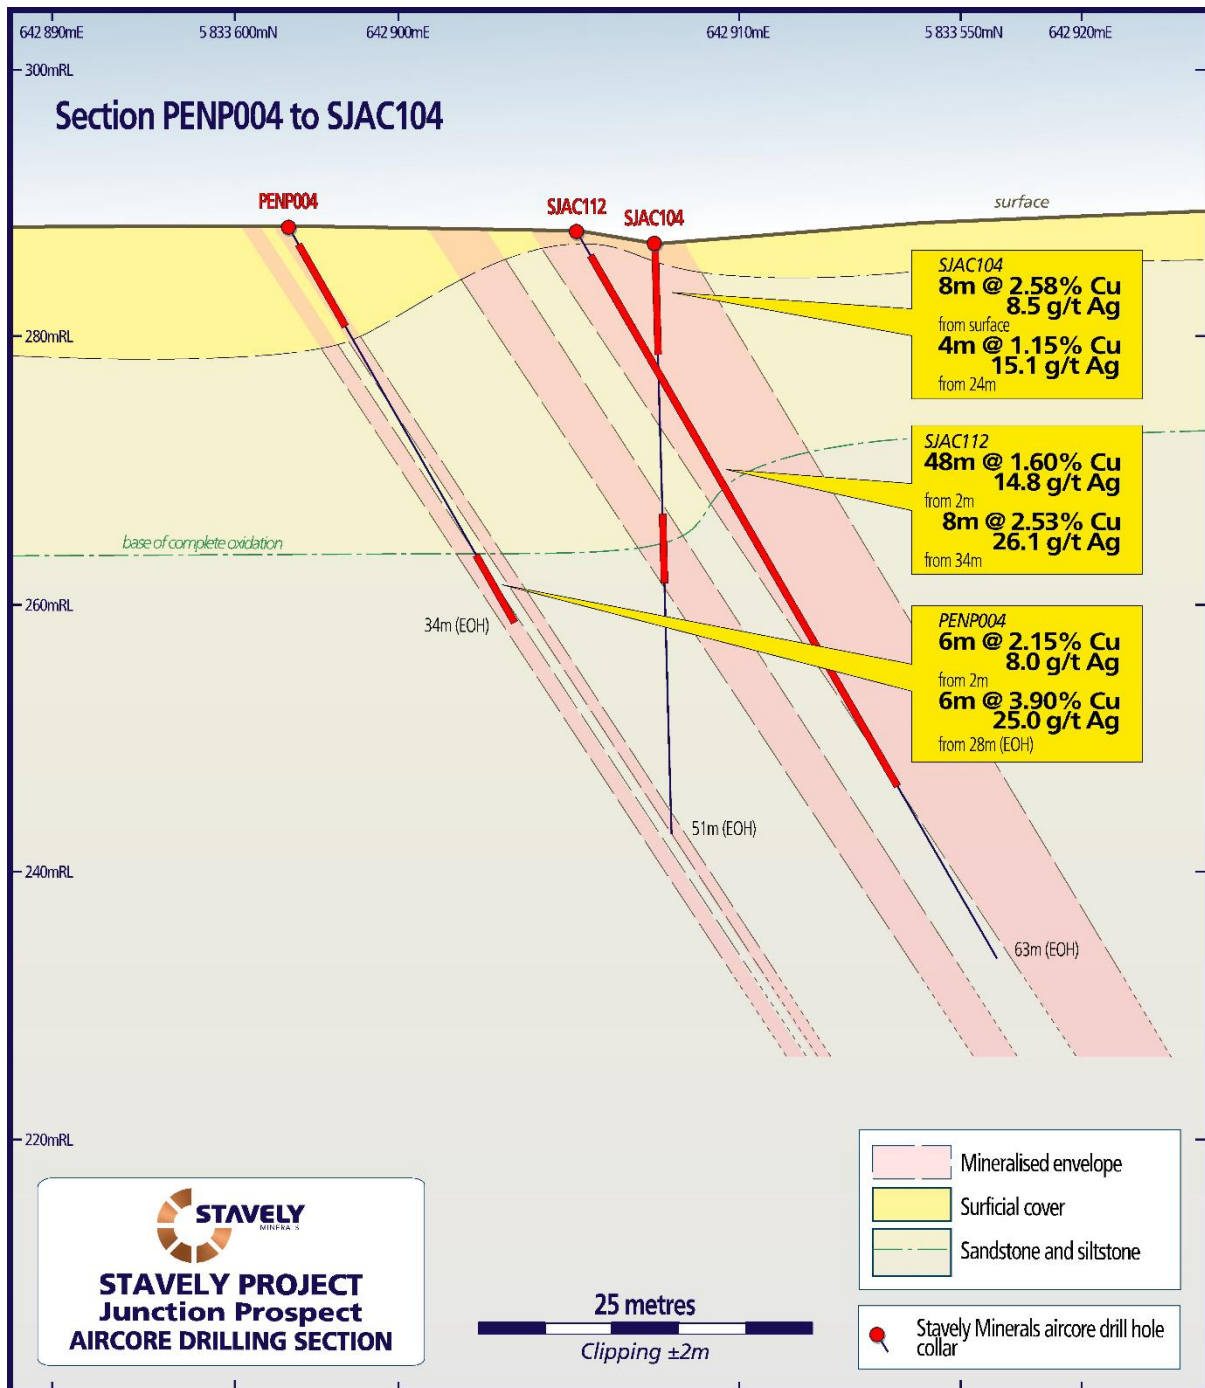 642 890mE
5 833 600mN
642 900mE
642 910mE
5 833 550mN
642 920mE
300mRL
Section PENP004 to SJAC104
PENP004
SJAC112
SJAC104
surface
SJAC104
8m @ 2.58% Cu
8.5 g/t Ag
from surface
4m @ 1.15% Cu
15.1 g/t Ag
from 24m
280mRL
SJAC112
48m @ 1.60% Cu
14.8 g/t Ag
from 2m
8m @ 2.53% Cu
26.1 g/t Ag
from 34m
base of complete oxidation
260mRL
34m (EOH)
PENP004
6m @ 2.15% Cu
8.0 g/t Ag
from 2m
6m @ 3.90% Cu
25.0 g/t Ag
from 28m (EOH)
51m (EOH)
240mRL
63m (EOH)
220mRL
Mineralised envelope
Surficial cover
Sandstone and siltstone
Stavely Minerals aircore drill hole
collar
STAVELY
MINERALS
STAVELY PROJECT
Junction Prospect
AIRCORE DRILLING SECTION
25 metres
Clipping ±2m